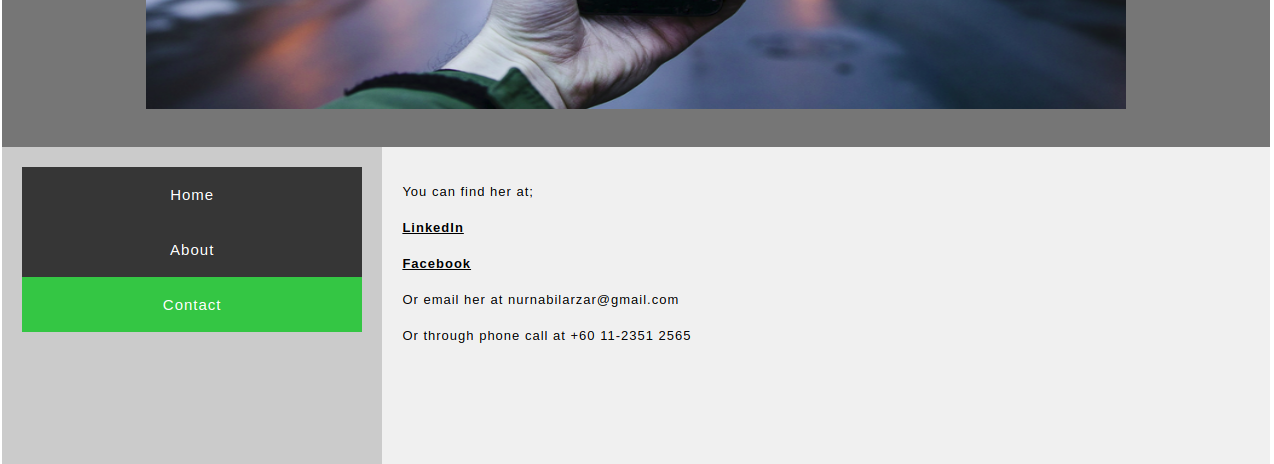 Home
About
Contact
You can find her at;
LinkedIn
Facebook
Or email her at nurnabilarzar@gmail.com
Or through phone call at +60 11-2351 2565